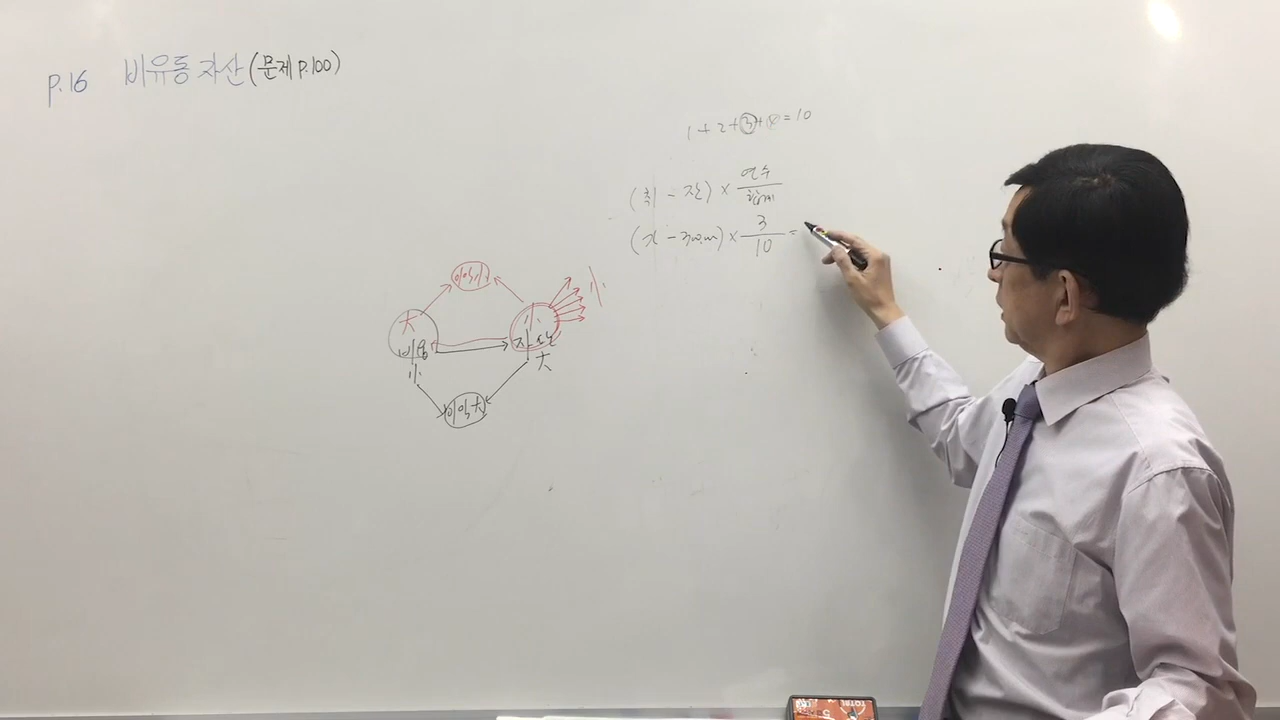 p.16 비유동자산(문제 p.100)
1+2+3+4=10
(취-잔)×연수/합계
(x-300,000)×3/10=
이익小
小
大
小
비용
자산
小
大
이익大